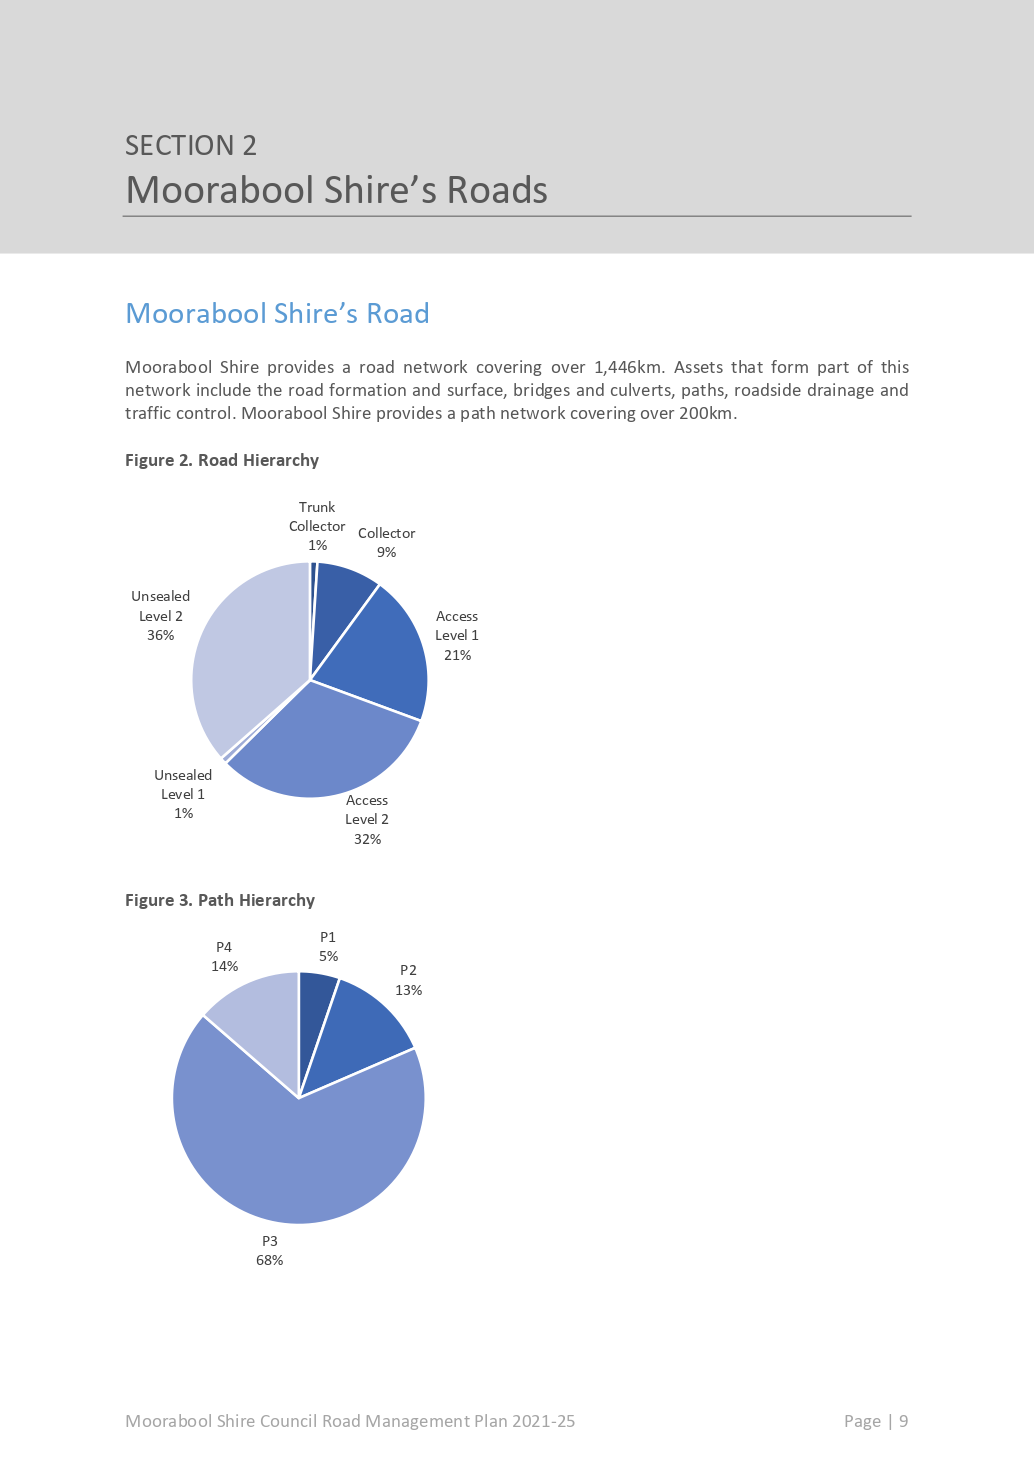 SECTION 2
Moorabool Shire’s Roads
Moorabool Shire’s Road
Moorabool Shire provides a road network covering over 1,446km. Assets that form part of this
network include the road formation and surface, bridges and culverts, paths, roadside drainage and
traffic control. Moorabool Shire provides a path network covering over 200km.
Figure 2. Road Hierarchy
Trunk
Collector
1%
Collector
9%
Access
Level 1
21%
Access
Level 2
32%
Unsealed
Level 1
1%
Unsealed
Level 2
36%
Figure 3. Path Hierarchy
P1
5%
P2
13%
P3
68%
P4
14%
Moorabool Shire Council Road Management Plan 2021-25
Page | 9